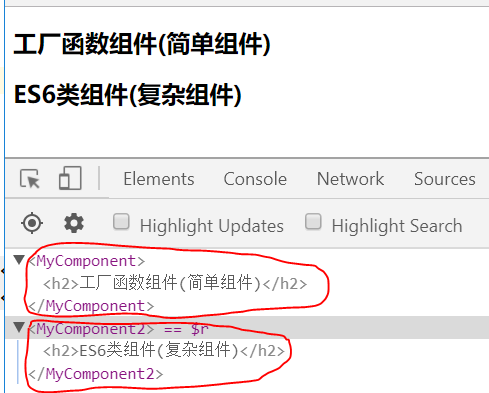 工厂函数组件(简单组件)
ES6类组件(复杂组件)
Elements Console Network Sources
Highlight Updates Highlight Search
<MyComponent>
<h2>工厂函数组件(简单组件)</h2>
</MyComponent>
<MyComponent2> == $r
<h2>ES6类组件(复杂组件)</h2>
</MyComponent2>